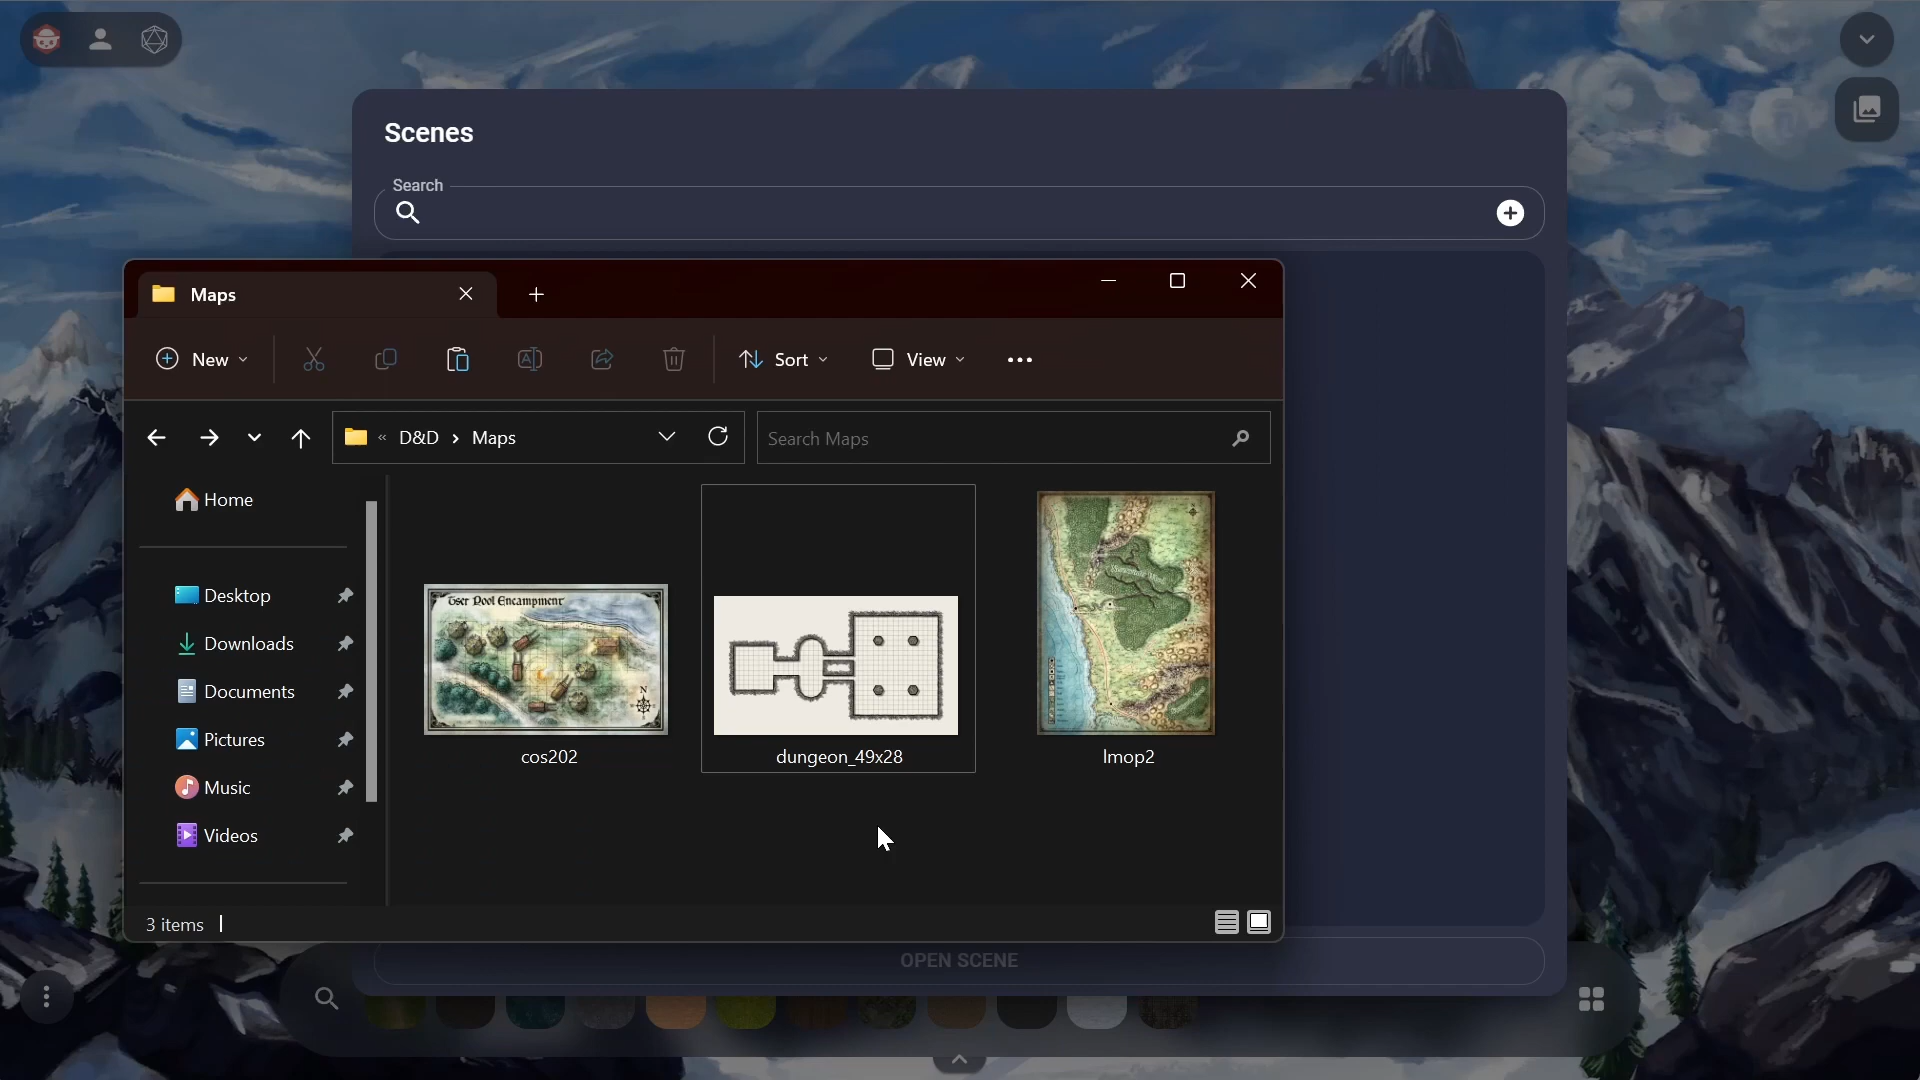 Scenes
Search
Maps
New
Sort
View
D&D
Maps
Search Maps
Home
Desktop
Downloads
Documents
Pictures
Music
Videos
Tser Pool Encampment
N
cos202
dungeon_49x28
lmop2
3 items
OPEN SCENE